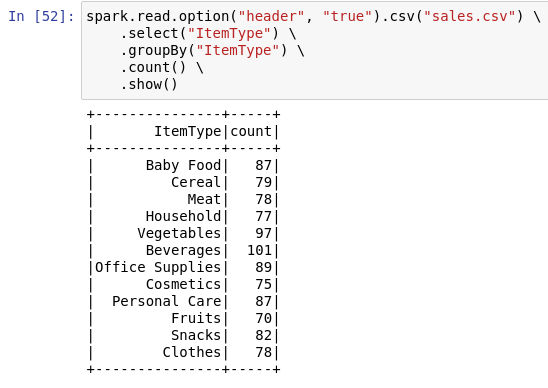 In [52]: spark.read.option("header", "true").csv("sales.csv") \
    .select("ItemType") \
    .groupBy("ItemType") \
    .count() \
    .show()
+---------------+-----+
|       ItemType|count|
+---------------+-----+
|      Baby Food|   87|
|         Cereal|   79|
|           Meat|   78|
|      Household|   77|
|     Vegetables|   97|
|      Beverages|  101|
|Office Supplies|   89|
|      Cosmetics|   75|
|  Personal Care|   87|
|         Fruits|   70|
|         Snacks|   82|
|        Clothes|   78|
+---------------+-----+